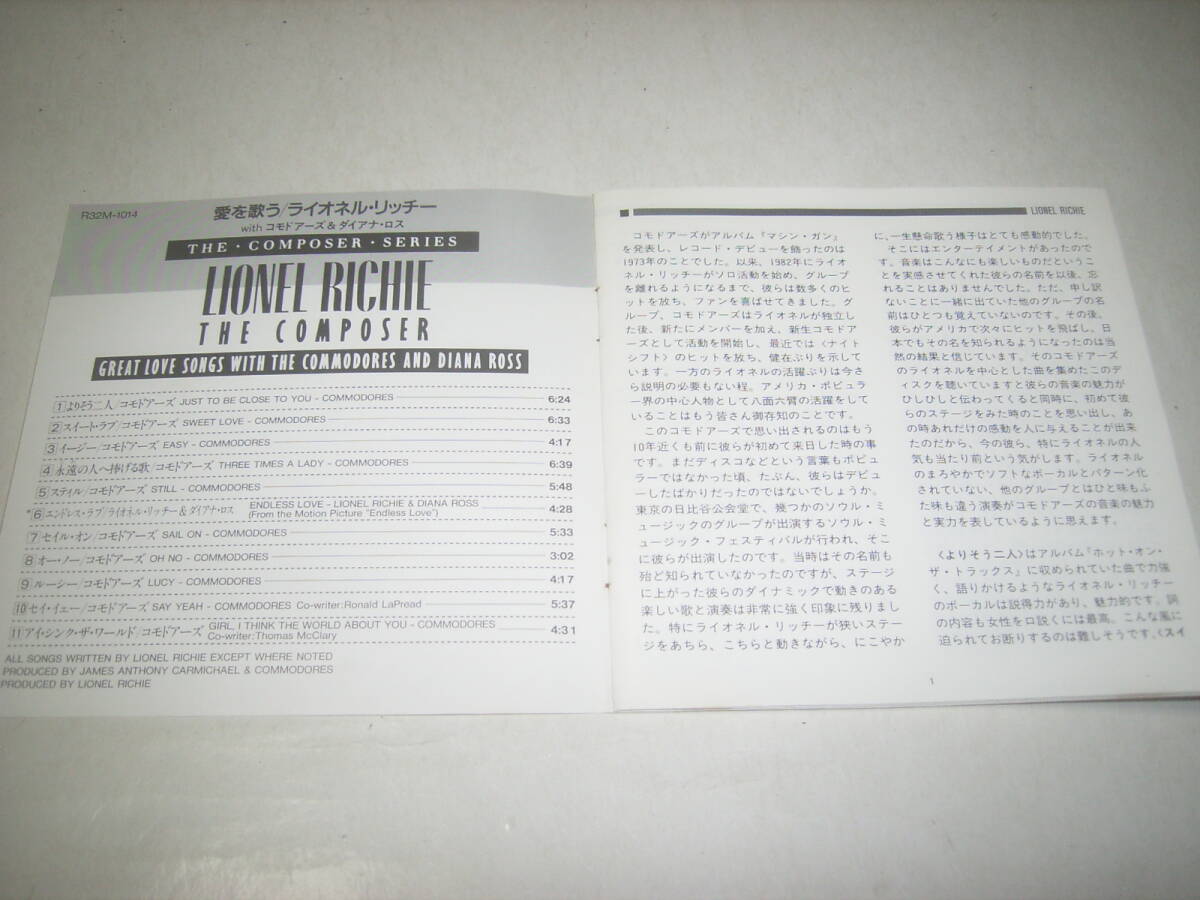 R32M-1014
愛を歌う/ライオネル・リッチー
with コモドアーズ&ダイアナ・ロス
THE・COMPOSER・SERIES
LIONEL RICHIE
THE COMPOSER
GREAT LOVE SONGS WITH THE COMMODORES AND DIANA ROSS
1 よりそう二人/コモドアーズ JUST TO BE CLOSE TO YOU - COMMODORES 6:24
2 スイート・ラブ/コモドアーズ SWEET LOVE - COMMODORES 6:33
3 イージー/コモドアーズ EASY - COMMODORES 4:17
4 永遠の人へ捧げる歌/コモドアーズ THREE TIMES A LADY - COMMODORES 6:39
5 スティル/コモドアーズ STILL - COMMODORES 5:48
*6 エンドレス・ラブ/ライオネル・リッチー&ダイアナ・ロス ENDLESS LOVE - LIONEL RICHIE & DIANA ROSS 4:28
(From the Motion Picture "Endless Love")
7 セイル・オン/コモドアーズ SAIL ON - COMMODORES 5:33
8 オー・ノー/コモドアーズ OH NO - COMMODORES 3:02
9 ルーシー/コモドアーズ LUCY - COMMODORES 4:17
10 セイ・イェー/コモドアーズ SAY YEAH - COMMODORES Co-writer:Ronald LaPread 5:37
11 アイ・シンク・ザ・ワールド/コモドアーズ GIRL, I THINK THE WORLD ABOUT YOU - COMMODORES 4:31
Co-writer:Thomas McClary
ALL SONGS WRITTEN BY LIONEL RICHIE EXCEPT WHERE NOTED
PRODUCED BY JAMES ANTHONY CARMICHAEL & COMMODORES
PRODUCED BY LIONEL RICHIE
LIONEL RICHIE
コモドアーズがアルバム『マシン・ガン』
を発表し、レコード・デビューを飾ったのは
1973年のことでした。以来、1982年にライオ
ネル・リッチーがソロ活動を始め、グループ
を離れるようになるまで、彼らは数多くのヒ
ットを放ち、ファンを喜ばせてきました。グ
ループ、コモドアーズはライオネルが独立し
た後、新たにメンバーを加え、新生コモドア
ーズとして活動を開始し、最近では〈ナイト
シフト〉のヒットを放ち、健在ぶりを示して
います。一方のライオネルの活躍ぶりは今さ
ら説明の必要もない程。アメリカ・ポピュラ
ー界の中心人物として八面六臂の活躍をして
いることはもう皆さん御存知のことです。
このコモドアーズで思い出されるのはもう
10年近くも前に彼らが初めて来日した時の事
です。まだディスコなどという言葉もポピュ
ラーではなかった頃、たぶん、彼らはデビュ
ーしたばかりだったのではないでしょうか。
東京の日比谷公会堂で、幾つかのソウル・ミ
ュージックのグループが出演するソウル・ミ
ュージック・フェスティバルが行われ、そこ
に彼らが出演したのです。当時はその名前も
殆ど知られていなかったのですが、ステージ
に上がった彼らのダイナミックで動きのある
楽しい歌と演奏は非常に強く印象に残りまし
た。特にライオネル・リッチーが狭いステー
ジをあちら、こちらと動きながら、にこやか
に、一生懸命歌う様子はとても感動的でした。
そこにはエンターテイメントがあったので
す。音楽はこんなにも楽しいものだというこ
とを実感させてくれた彼らの名前を以後、忘
れることはありませんでした。ただ、申し訳
ないことに一緒に出ていた他のグループの名
前はひとつも覚えていないのです。その後、
彼らがアメリカで次々にヒットを飛ばし、日
本でもその名を知られるようになったのは当
然の結果と信じています。そのコモドアーズ
のライオネルを中心とした曲を集めたこのデ
ィスクを聴いていますと彼らの音楽の魅力が
ひしひしと伝わってくると同時に、初めて彼
らのステージをみた時のことを思い出し、あ
の時あれだけの感動を人に与えることが出来
たのだから、今の彼ら、特にライオネルの人
気も当たり前という気がします。ライオネル
のまろやかでソフトなボーカルとパターン化
されていない、他のグループとはひと味もふ
た味も違う演奏がコモドアーズの音楽の魅力
と実力を表しているように思えます。
〈よりそう二人〉はアルバム『ホット・オン・
ザ・トラックス』に収められていた曲で力強
く、語りかけるようなライオネル・リッチー
のボーカルは説得力があり、魅力的です。詞
の内容も女性を口説くには最高。こんな風に
迫られてお断りするのは難しそうです。〈スイ
1